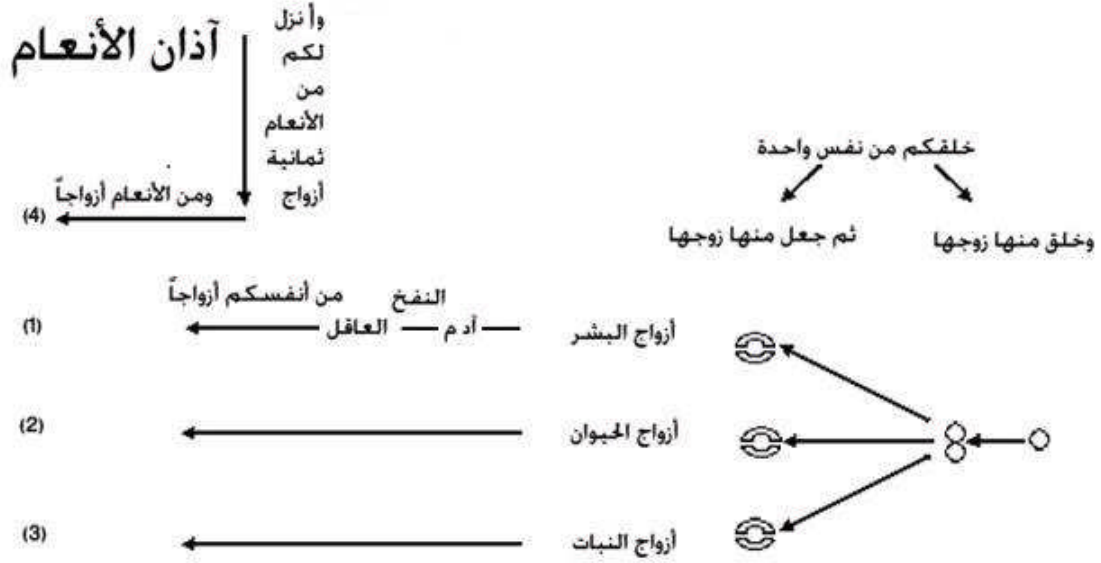 آذان الأنعام
وأنزل
لكم
من
الأنعام
ثمانية
أزواج
ومن الأنعام أزواجاً
(4)
خلقكم من نفس واحدة
وخلق منها زوجها
ثم جعل منها زوجها
النفخ
من أنفسكم أزواجاً
أزواج البشر
آدم
العاقل
(1)
أزواج الحيوان
(2)
أزواج النبات
(3)